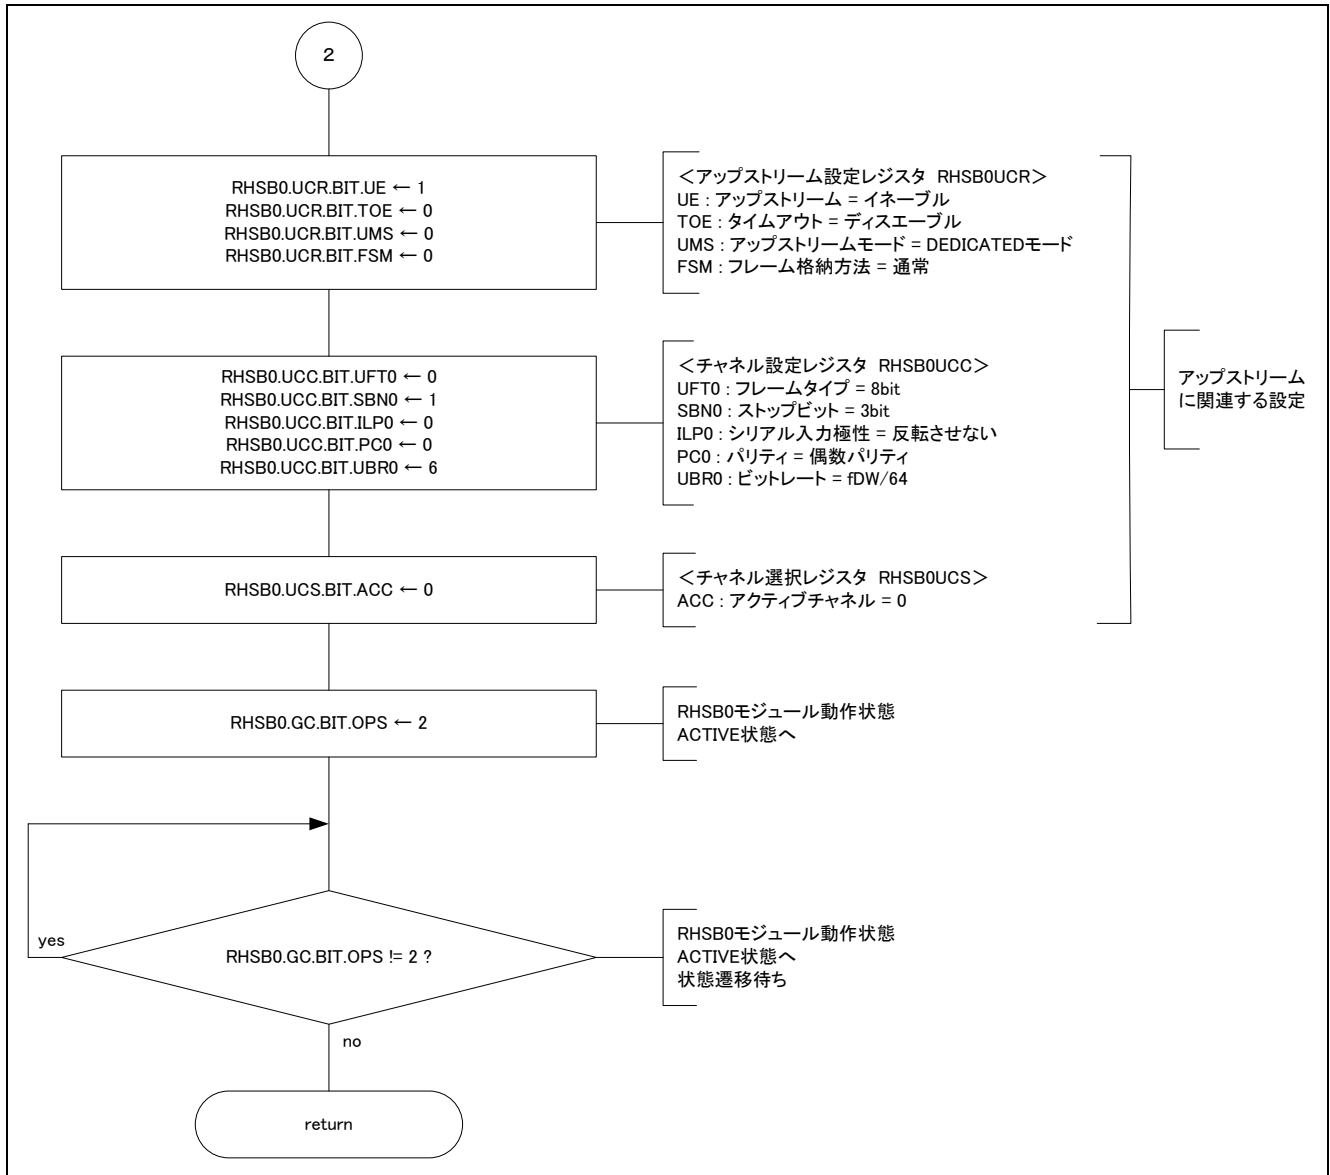 2
RHSB0.UCR.BIT.UE ← 1
RHSB0.UCR.BIT.TOE ← 0
RHSB0.UCR.BIT.UMS ← 0
RHSB0.UCR.BIT.FSM ← 0
＜アップストリーム設定レジスタ RHSB0UCR＞
UE : アップストリーム = イネーブル
TOE : タイムアウト = ディスエーブル
UMS : アップストリームモード = DEDICATEDモード
FSM : フレーム格納方法 = 通常
RHSB0.UCC.BIT.UFT0 ← 0
RHSB0.UCC.BIT.SBN0 ← 1
RHSB0.UCC.BIT.ILP0 ← 0
RHSB0.UCC.BIT.PC0 ← 0
RHSB0.UCC.BIT.UBR0 ← 6
＜チャネル設定レジスタ RHSB0UCC＞
UFT0 : フレームタイプ = 8bit
SBN0 : ストップビット = 3bit
ILP0 : シリアル入力極性 = 反転させない
PC0 : パリティ = 偶数パリティ
UBR0 : ビットレート = fDW/64
アップストリーム
に関連する設定
RHSB0.UCS.BIT.ACC ← 0
＜チャネル選択レジスタ RHSB0UCS＞
ACC : アクティブチャネル = 0
RHSB0.GC.BIT.OPS ← 2
RHSB0モジュール動作状態
ACTIVE状態へ
yes
RHSB0.GC.BIT.OPS != 2 ?
RHSB0モジュール動作状態
ACTIVE状態へ
状態遷移待ち
no
return